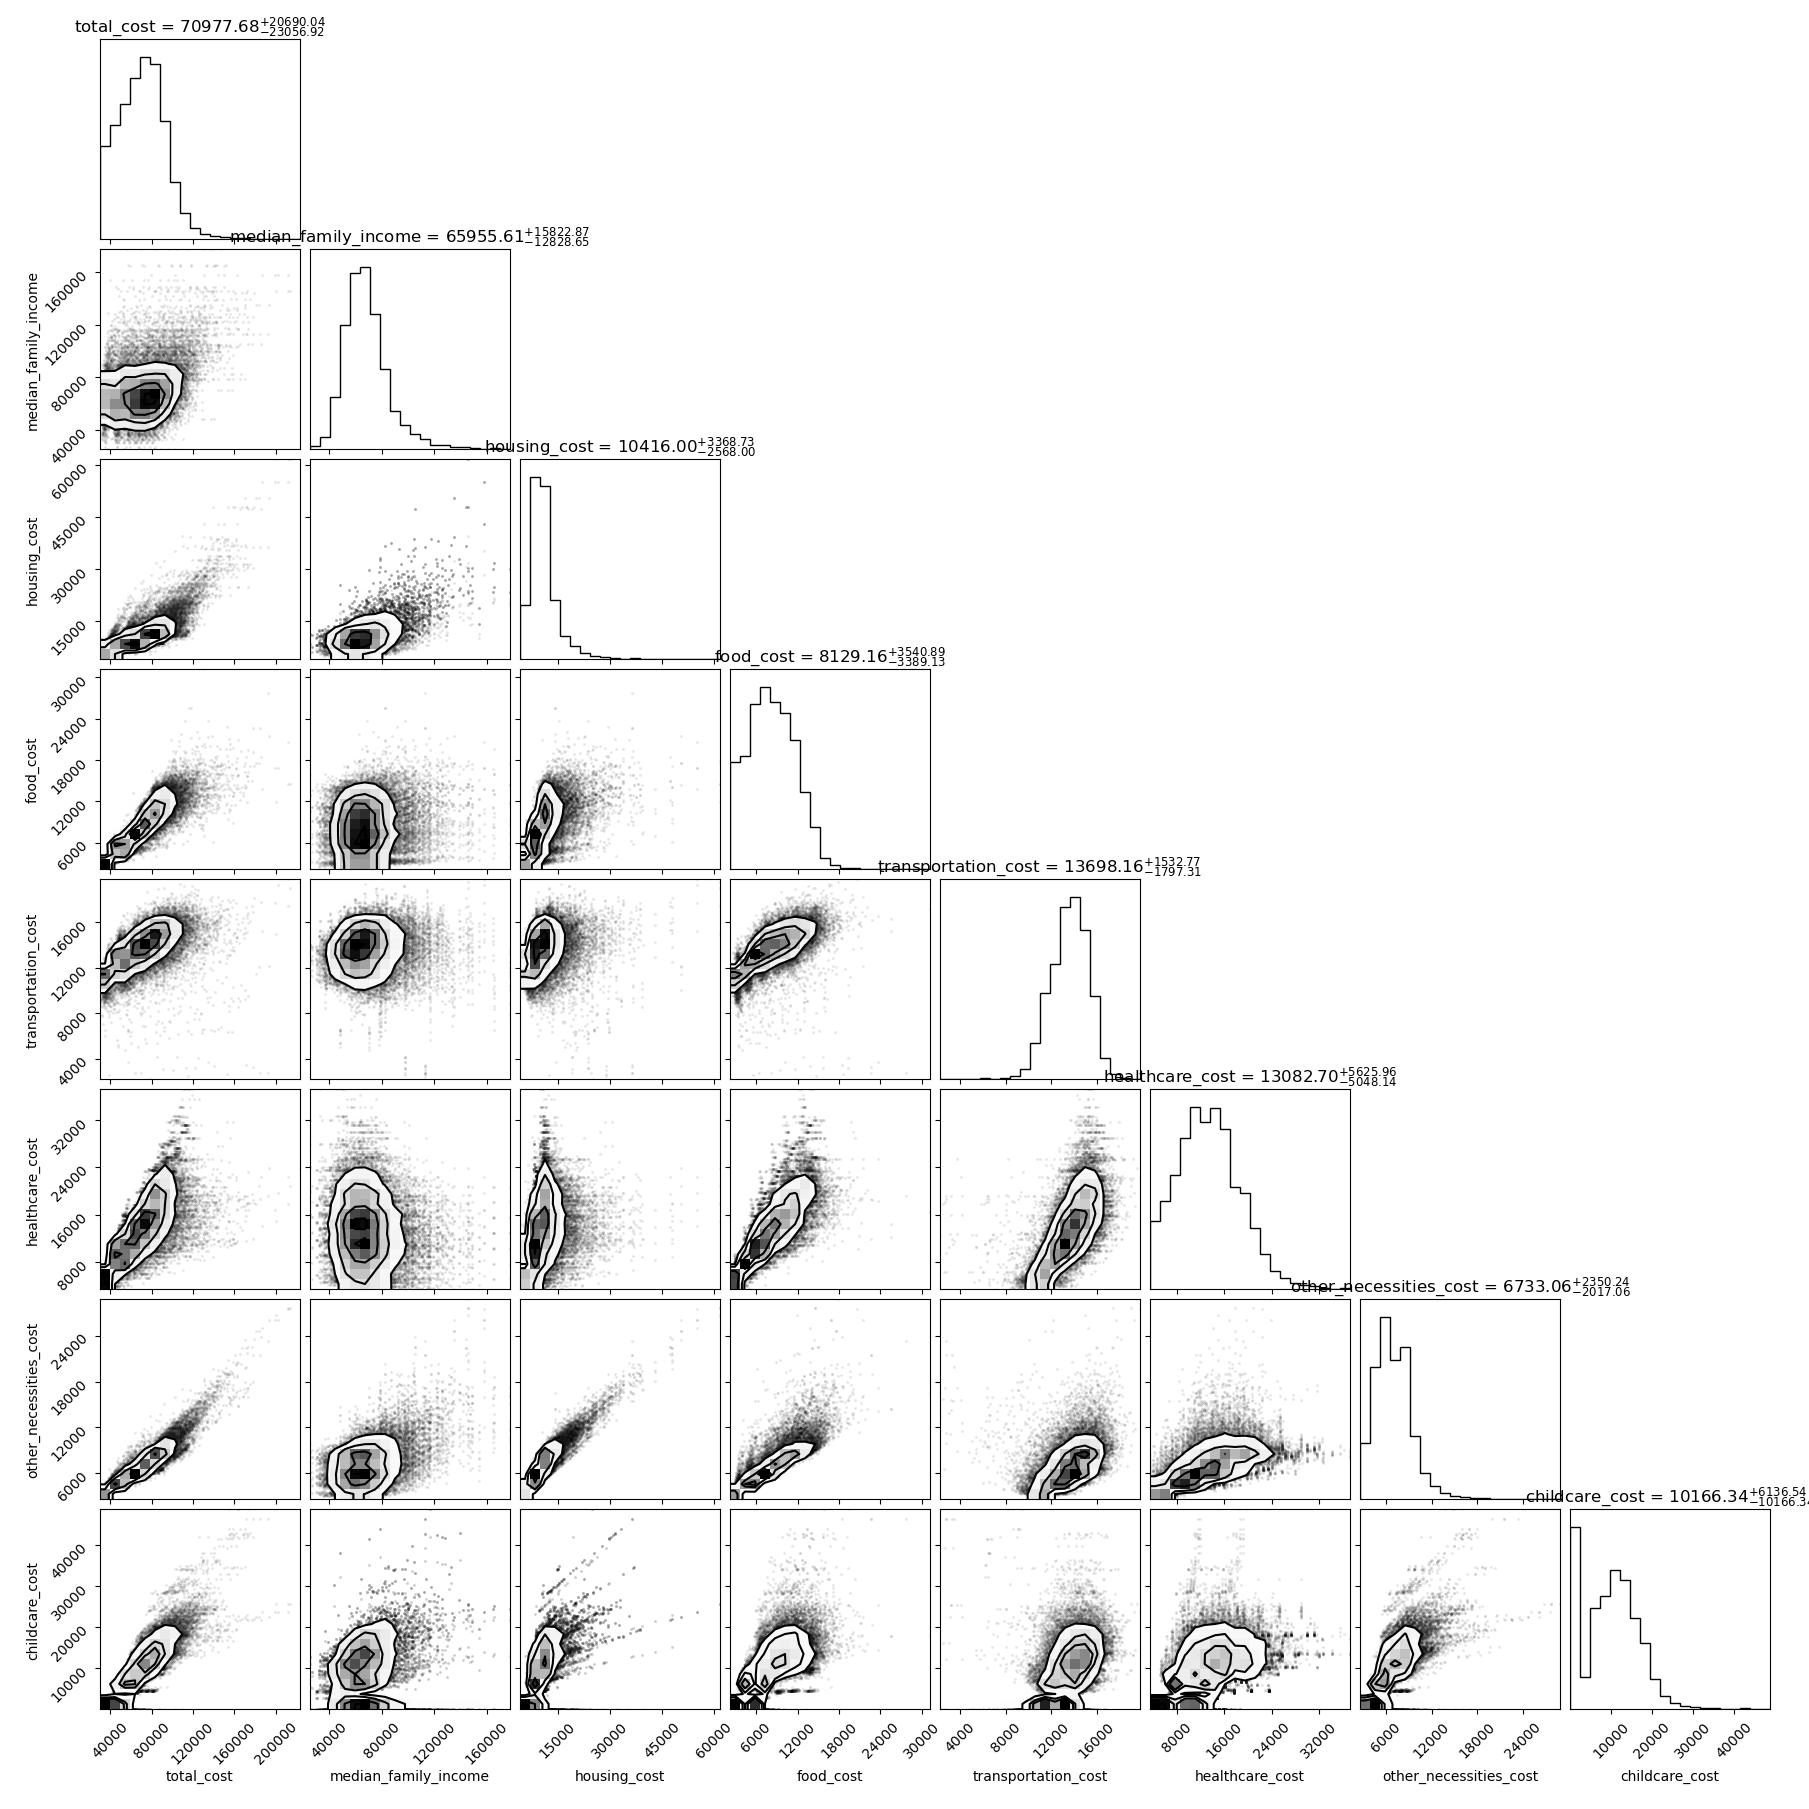 total_cost = 70977.68+20690.04−23056.92
median_family_income = 65955.61+15822.87−12828.65
median_family_income
160000
120000
80000
40000
housing_cost = 10416.00+3368.73−2568.00
housing_cost
60000
45000
30000
15000
food_cost = 8129.16+3540.89−3389.13
food_cost
30000
24000
18000
12000
6000
transportation_cost = 13698.16+1532.77−1797.31
transportation_cost
16000
12000
8000
4000
healthcare_cost = 13082.70+5625.96−5048.14
healthcare_cost
32000
24000
16000
8000
other_necessities_cost = 6733.06+2350.24−2017.06
other_necessities_cost
24000
18000
12000
6000
childcare_cost = 10166.34+6136.54−10166.34
childcare_cost
40000
30000
20000
10000
40000 80000 120000 160000 200000 40000 80000 120000 160000 15000 30000 45000 60000 6000 12000 18000 24000 30000 4000 8000 12000 16000 8000 16000 24000 32000 6000 12000 18000 24000 10000 20000 30000 40000
total_cost median_family_income housing_cost food_cost transportation_cost healthcare_cost other_necessities_cost childcare_cost